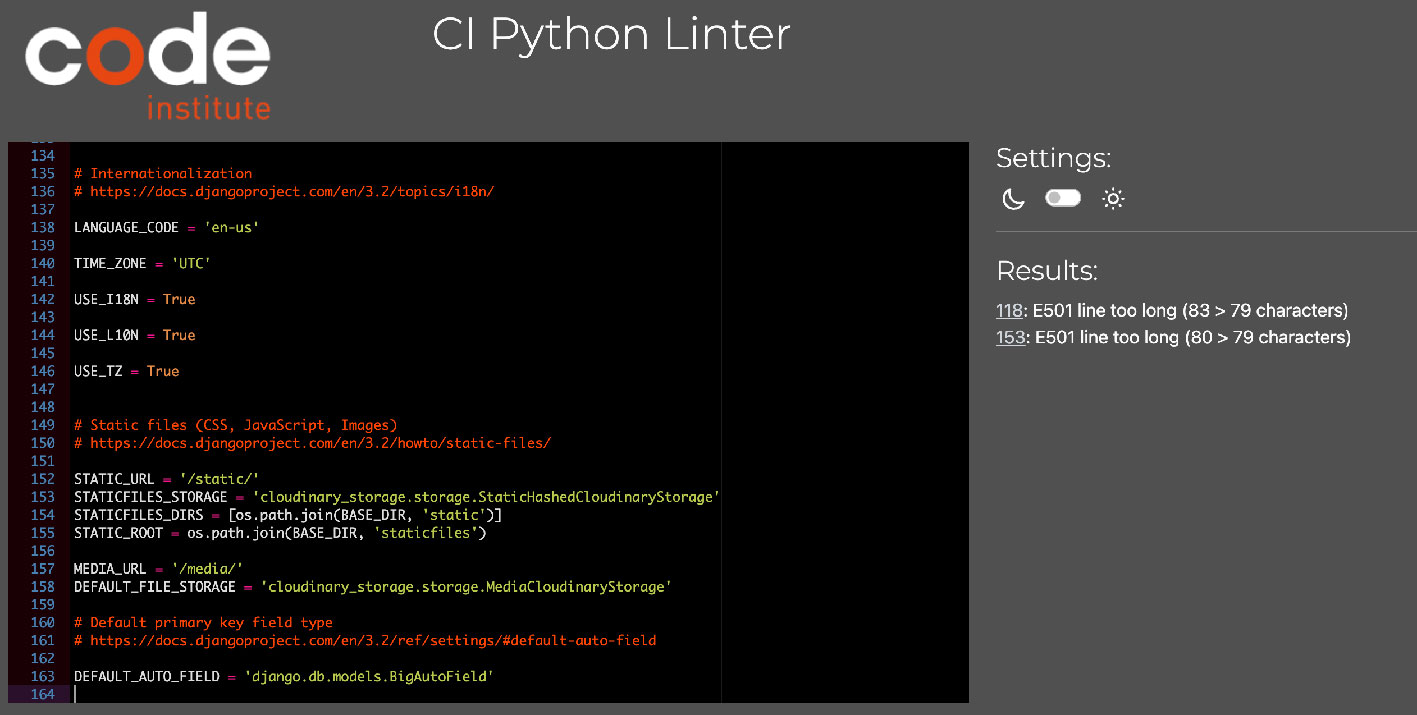 code
institute
CI Python Linter
134
135 # Internationalization
136 # https://docs.djangoproject.com/en/3.2/topics/i18n/
137
138 LANGUAGE_CODE = 'en-us'
139
140 TIME_ZONE = 'UTC'
141
142 USE_I18N = True
143
144 USE_L10N = True
145
146 USE_TZ = True
147
148
149 # Static files (CSS, JavaScript, Images)
150 # https://docs.djangoproject.com/en/3.2/howto/static-files/
151
152 STATIC_URL = '/static/'
153 STATICFILES_STORAGE = 'cloudinary_storage.storage.StaticHashedCloudinaryStorage'
154 STATICFILES_DIRS = [os.path.join(BASE_DIR, 'static')]
155 STATIC_ROOT = os.path.join(BASE_DIR, 'staticfiles')
156
157 MEDIA_URL = '/media/'
158 DEFAULT_FILE_STORAGE = 'cloudinary_storage.storage.MediaCloudinaryStorage'
159
160 # Default primary key field type
161 # https://docs.djangoproject.com/en/3.2/ref/settings/#default-auto-field
162
163 DEFAULT_AUTO_FIELD = 'django.db.models.BigAutoField'
164
Settings:
Results:
118: E501 line too long (83 > 79 characters)
153: E501 line too long (80 > 79 characters)